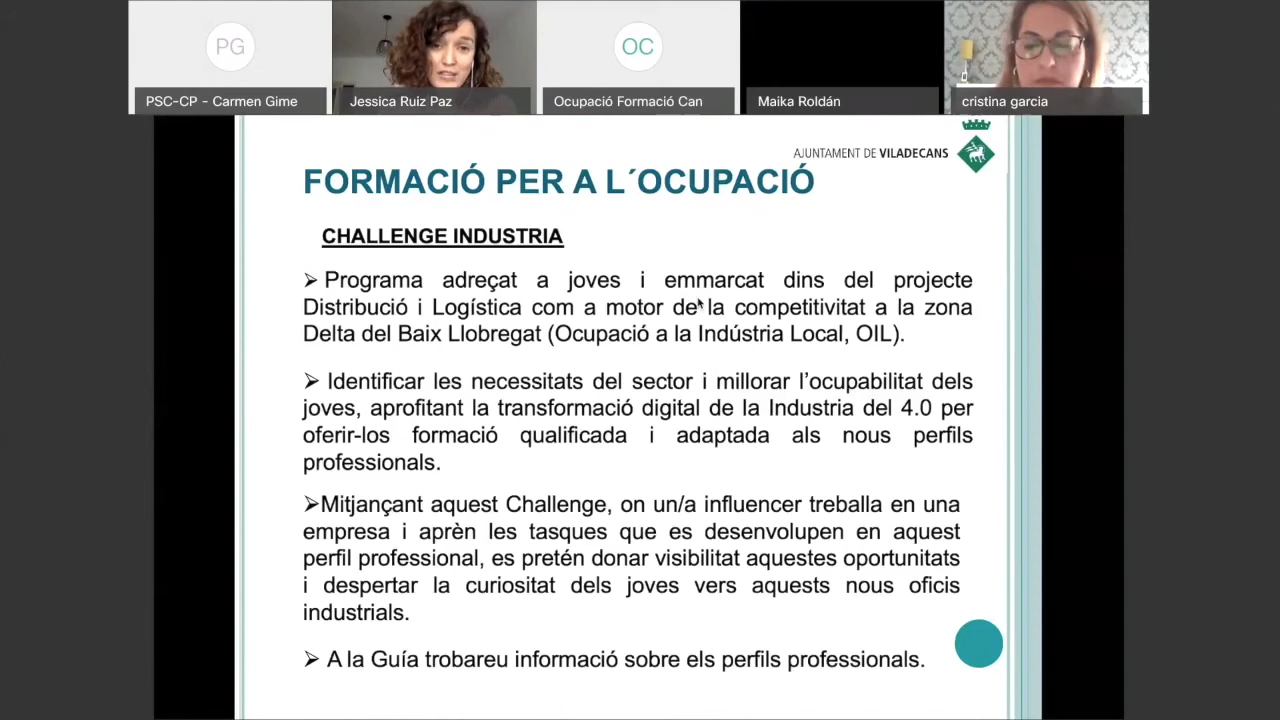 PG
OC
PSC-CP - Carmen Gime
Jessica Ruiz Paz
Ocupació Formació Can
Maika Roldán
cristina garcia
AJUNTAMENT DE VILADECANS
FORMACIÓ PER A L´OCUPACIÓ
CHALLENGE INDUSTRIA
➢ Programa adreçat a joves i emmarcat dins del projecte
Distribució i Logística com a motor de la competitivitat a la zona
Delta del Baix Llobregat (Ocupació a la Indústria Local, OIL).
➢ Identificar les necessitats del sector i millorar l’ocupabilitat dels
joves, aprofitant la transformació digital de la Industria del 4.0 per
oferir-los formació qualificada i adaptada als nous perfils
professionals.
➢Mitjançant aquest Challenge, on un/a influencer treballa en una
empresa i aprèn les tasques que es desenvolupen en aquest
perfil professional, es pretén donar visibilitat aquestes oportunitats
i despertar la curiositat dels joves vers aquests nous oficis
industrials.
➢ A la Guía trobareu informació sobre els perfils professionals.